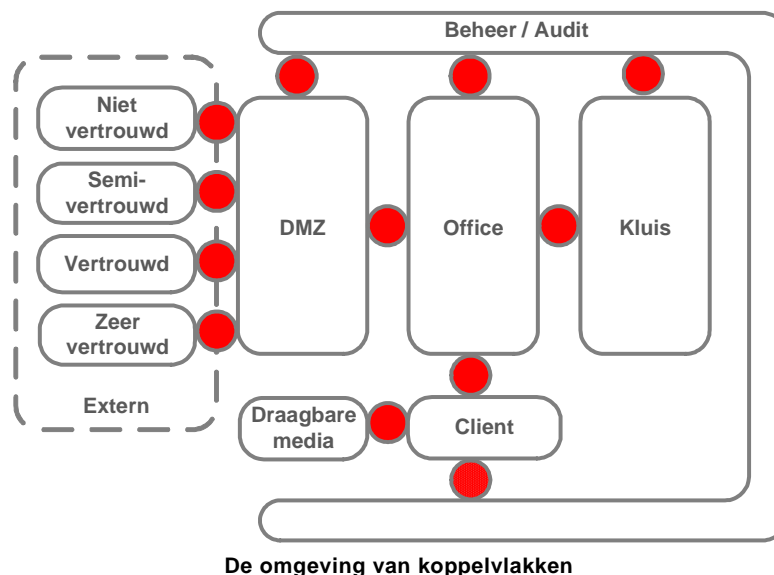 Beheer / Audit
Niet
vertrouwd
Semi-
vertrouwd
Vertrouwd
Zeer
vertrouwd
Extern
DMZ
Office
Kluis
Draagbare
media
Client
De omgeving van koppelvlakken